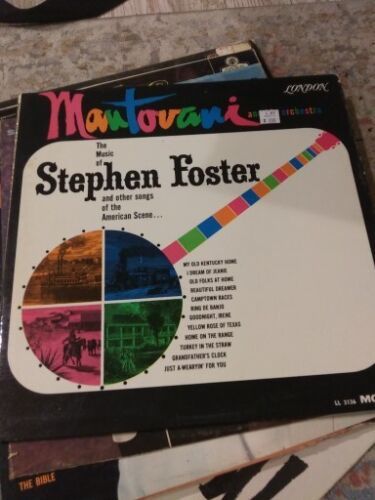 LONDON
Mantovani
orchestra
The
Music
of
Stephen Foster
and other songs
of the
American Scene...
MY OLD KENTUCKY HOME
I DREAM OF JEANIE
OLD FOLKS AT HOME
BEAUTIFUL DREAMER
CAMPTOWN RACES
RING DE BANJO
GOODNIGHT, IRENE
YELLOW ROSE OF TEXAS
HOME ON THE RANGE
TURKEY IN THE STRAW
GRANDFATHER'S CLOCK
JUST A-WEARYIN' FOR YOU
LL 3136
THE BIBLE